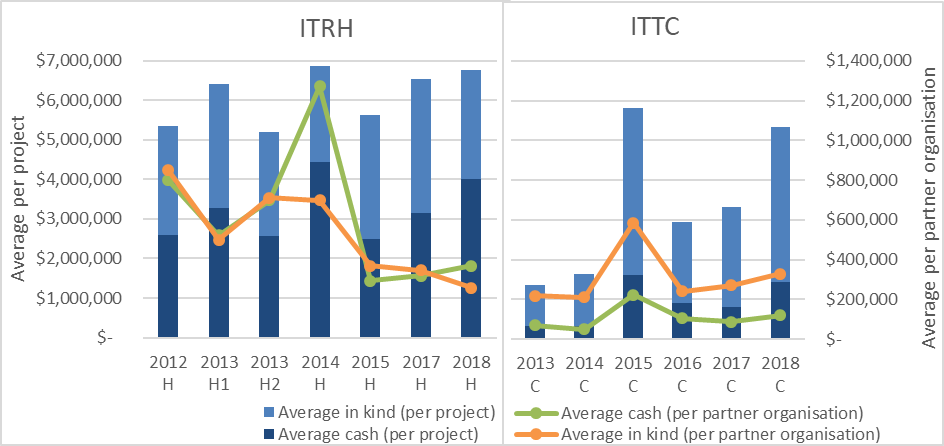 ITRH
ITTC
Average per project
$7,000,000
$6,000,000
$5,000,000
$4,000,000
$3,000,000
$2,000,000
$1,000,000
$-
2012 2013 2013 2014 2015 2017 2018
H H1 H2 H H H H
$1,400,000
$1,200,000
$1,000,000
$800,000
$600,000
$400,000
$200,000
$-
Average per partner organisation
2013 2014 2015 2016 2017 2018
C C C C C C
Average in kind (per project)
Average cash (per project)
Average cash (per partner organisation)
Average in kind (per partner organisation)